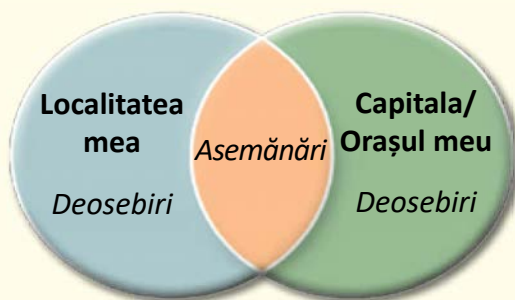 Localitatea
mea
Deosebiri
Asemănări
Capitala/
Orașul meu
Deosebiri